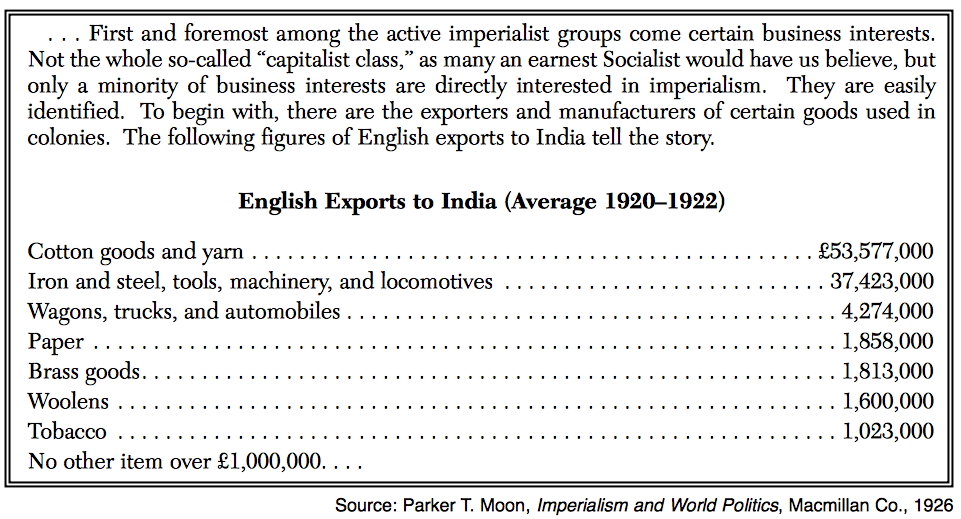 . . . First and foremost among the active imperialist groups come certain business interests.
Not the whole so-called “capitalist class,” as many an earnest Socialist would have us believe, but
only a minority of business interests are directly interested in imperialism. They are easily
identified. To begin with, there are the exporters and manufacturers of certain goods used in
colonies. The following figures of English exports to India tell the story.
English Exports to India (Average 1920–1922)
Cotton goods and yarn . . . . . . . . . . . . . . . . . . . . . . . . . . . . . . . . . . . . . . . . . . £53,577,000
Iron and steel, tools, machinery, and locomotives . . . . . . . . . . . . . . . . . . . . . . . . 37,423,000
Wagons, trucks, and automobiles . . . . . . . . . . . . . . . . . . . . . . . . . . . . . . . . . . . . 4,274,000
Paper . . . . . . . . . . . . . . . . . . . . . . . . . . . . . . . . . . . . . . . . . . . . . . . . . . . . . . . 1,858,000
Brass goods. . . . . . . . . . . . . . . . . . . . . . . . . . . . . . . . . . . . . . . . . . . . . . . . . . . . 1,813,000
Woolens . . . . . . . . . . . . . . . . . . . . . . . . . . . . . . . . . . . . . . . . . . . . . . . . . . . . . 1,600,000
Tobacco . . . . . . . . . . . . . . . . . . . . . . . . . . . . . . . . . . . . . . . . . . . . . . . . . . . . . 1,023,000
No other item over £1,000,000. . . .
Source: Parker T. Moon, Imperialism and World Politics, Macmillan Co., 1926